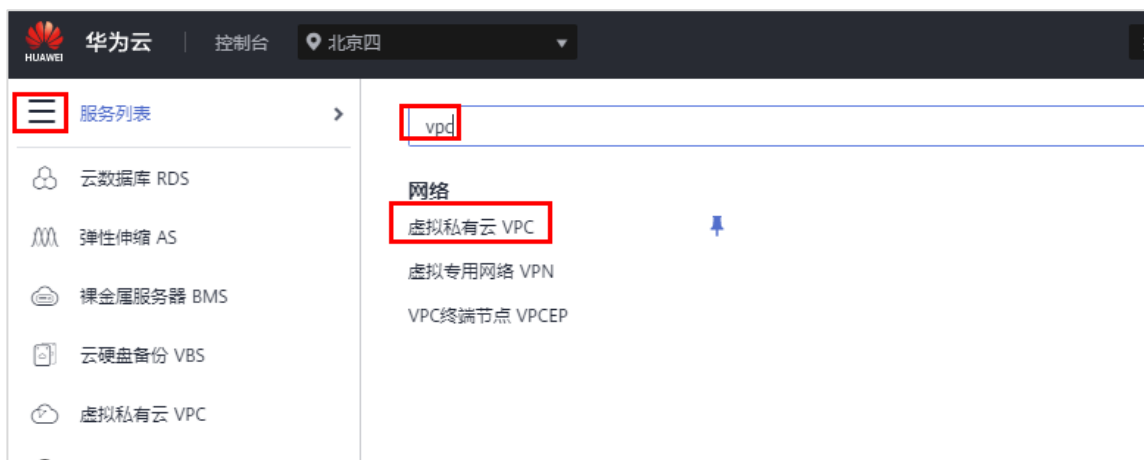 HUAWEI 华为云 控制台 北京四
服务列表
云数据库 RDS
弹性伸缩 AS
裸金属服务器 BMS
云硬盘备份 VBS
虚拟私有云 VPC
vpc
网络
虚拟私有云 VPC
虚拟专用网络 VPN
VPC终端节点 VPCEP